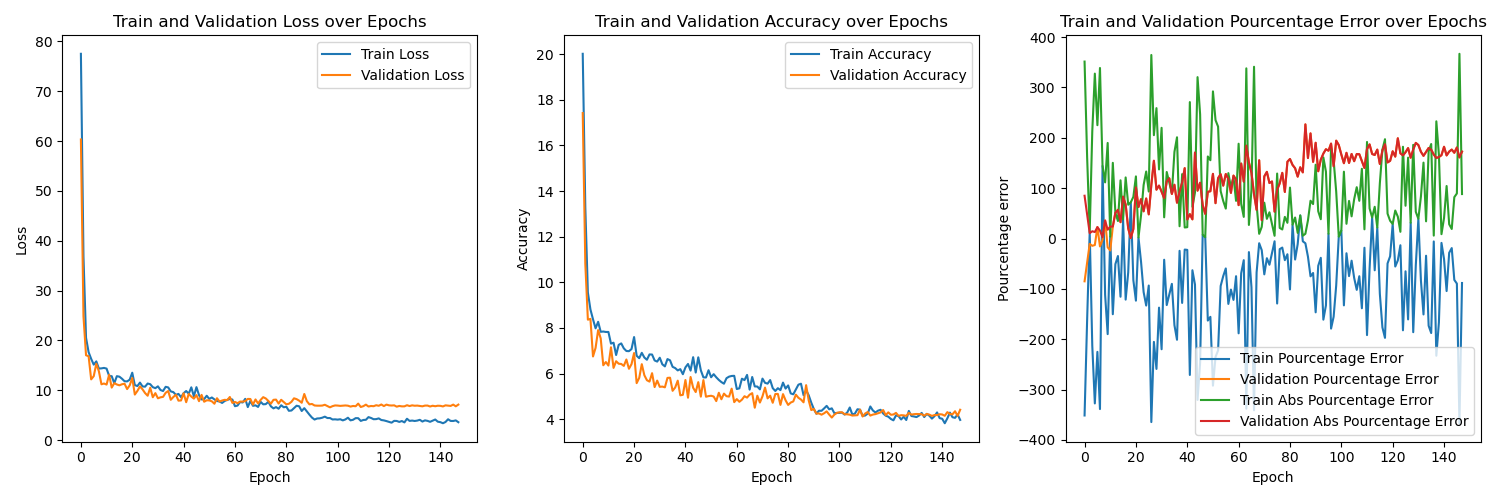 Train and Validation Loss over Epochs
Loss
80
70
60
50
40
30
20
10
0
Train Loss
Validation Loss
0 20 40 60 80 100 120 140
Epoch
Train and Validation Accuracy over Epochs
Accuracy
20
18
16
14
12
10
8
6
4
Train Accuracy
Validation Accuracy
0 20 40 60 80 100 120 140
Epoch
Train and Validation Pourcentage Error over Epochs
Pourcentage error
400
300
200
100
0
−100
−200
−300
−400
Train Pourcentage Error
Validation Pourcentage Error
Train Abs Pourcentage Error
Validation Abs Pourcentage Error
0 20 40 60 80 100 120 140
Epoch